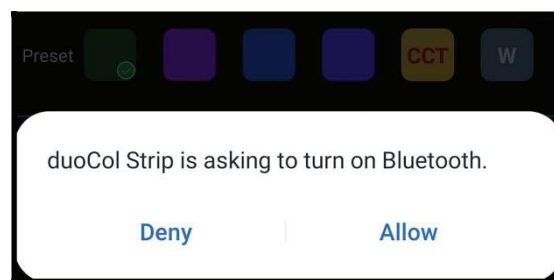 Preset CCT W
duoCol Strip is asking to turn on Bluetooth.
Deny Allow